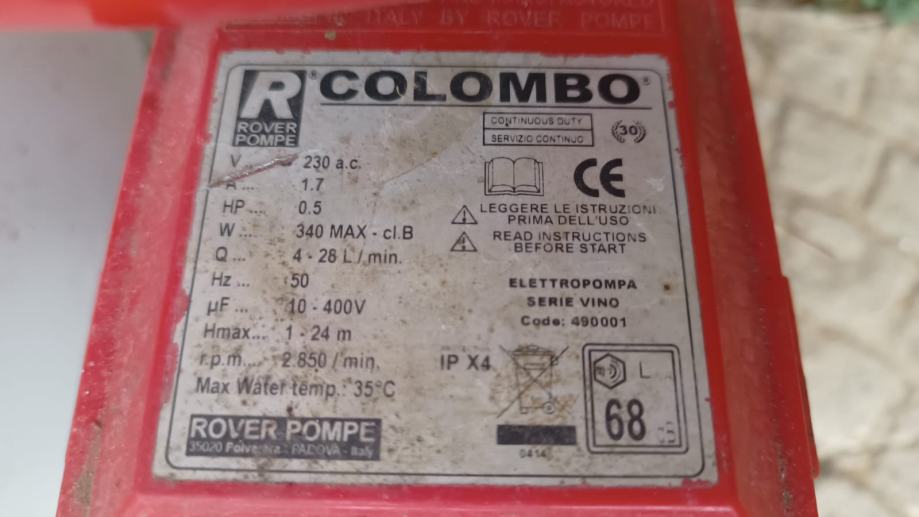 ITALY BY ROVER POMPE
R ® COLOMBO ®
ROVER
POMPE
CONTINUOUS DUTY
SERVIZIO CONTINUO
30
V ... 230 a.c.
A ... 1.7
HP .... 0.5
W ... 340 MAX - cl.B
Q ... 4 - 28 L / min.
Hz ... 50
µF ... 10 - 400V
Hmax... 1 - 24 m
r.p.m.... 2.850 / min.
Max Water temp.: 35°C
CE
LEGGERE LE ISTRUZIONI
PRIMA DELL'USO
READ INSTRUCTIONS
BEFORE START
ELETTROPOMPA
SERIE VINO
Code: 490001
IP X4
L
68
0414
ROVER POMPE
35020 - PADOVA - Italy